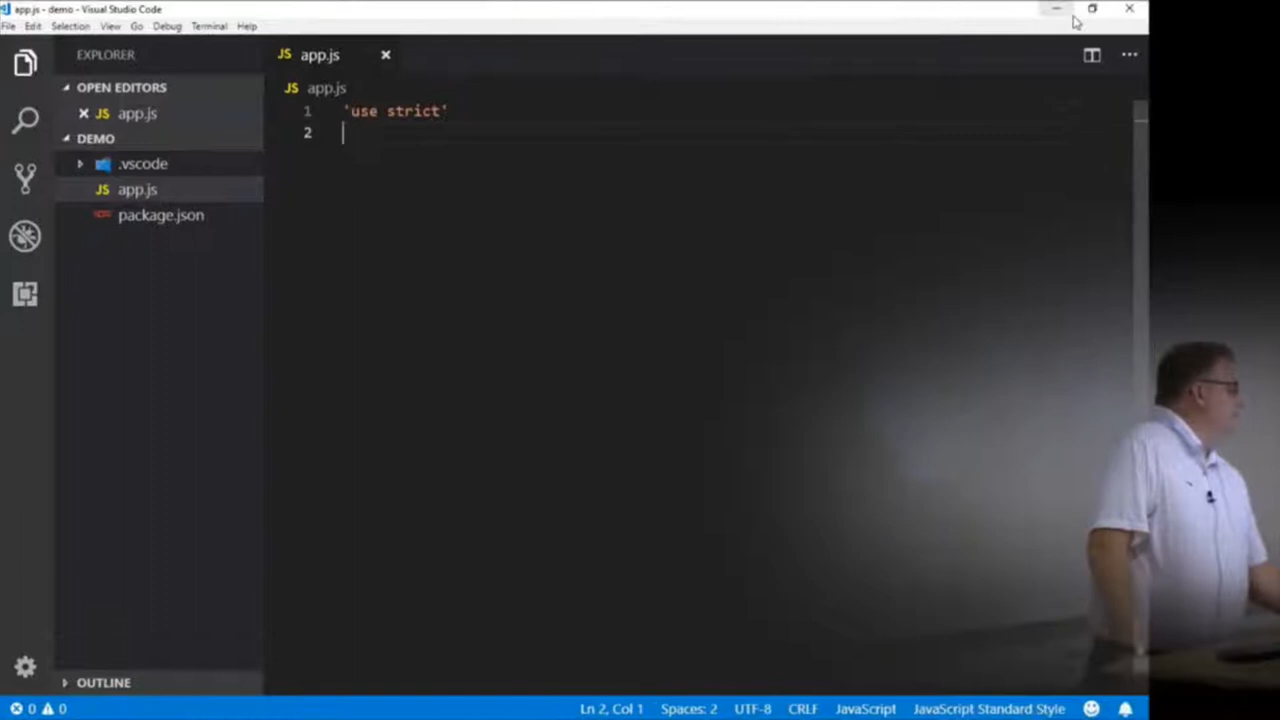 app.js - demo - Visual Studio Code
File Edit Selection View Go Debug Terminal Help
EXPLORER
OPEN EDITORS
JS app.js
DEMO
.vscode
JS app.js
package.json
OUTLINE
JS app.js
JS app.js
1 'use strict'
2
0 0
Ln 2, Col 1 Spaces: 2 UTF-8 CRLF JavaScript JavaScript Standard Style